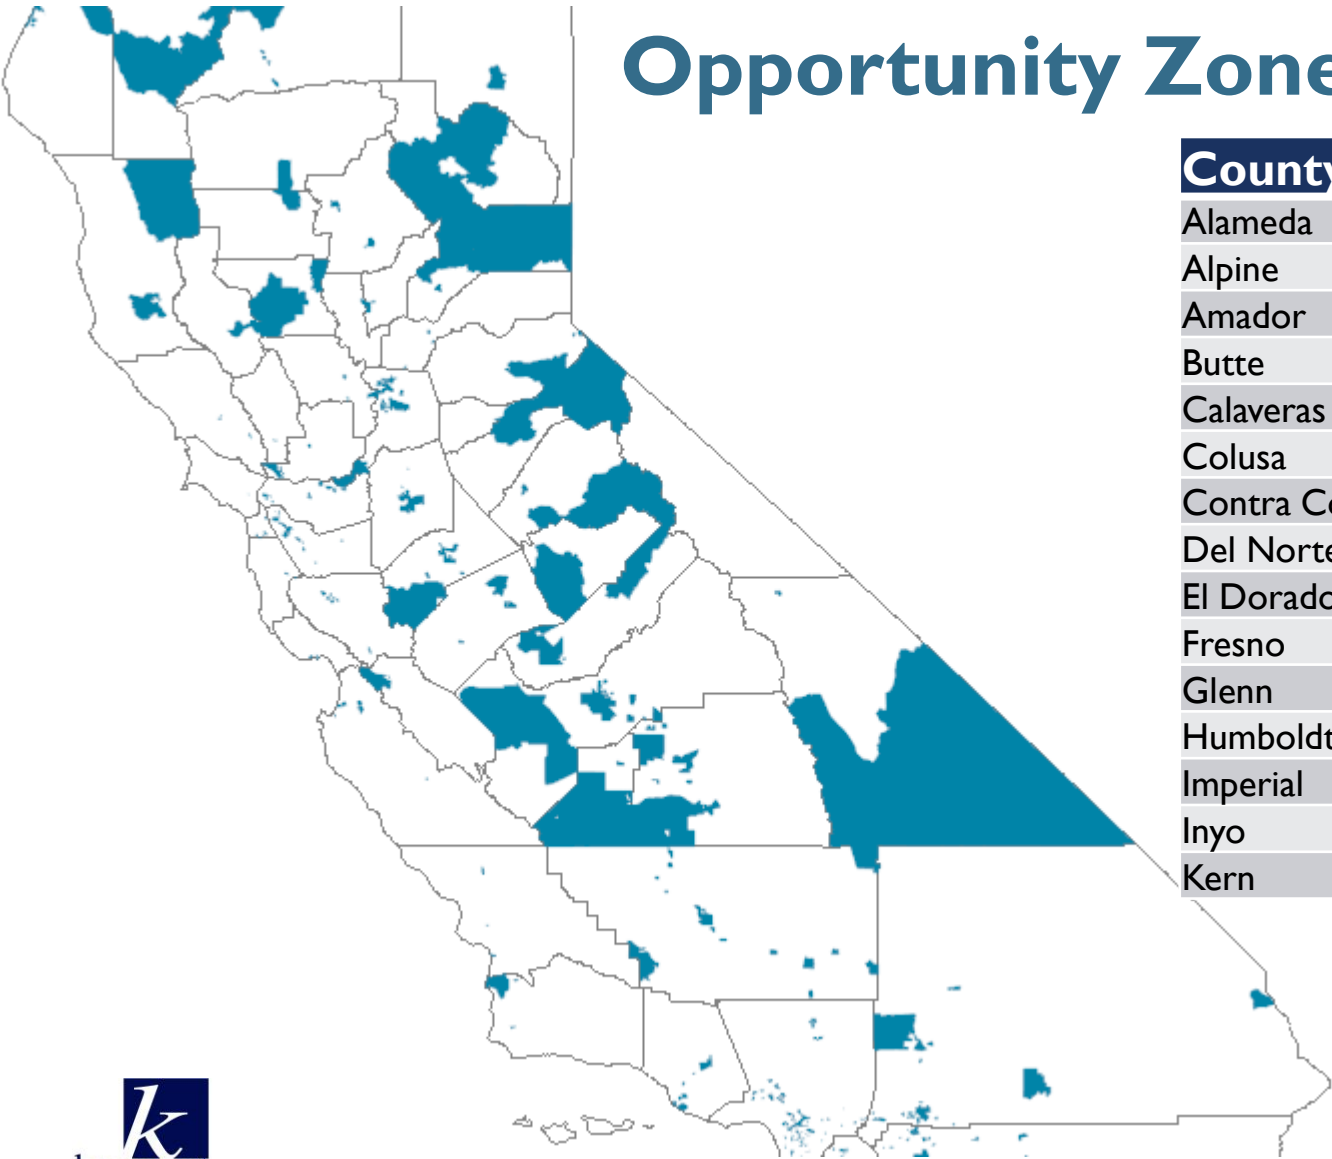 Opportunity Zone
County
Alameda
Alpine
Amador
Butte
Calaveras
Colusa
Contra Co
Del Norte
El Dorado
Fresno
Glenn
Humboldt
Imperial
Inyo
Kern
k